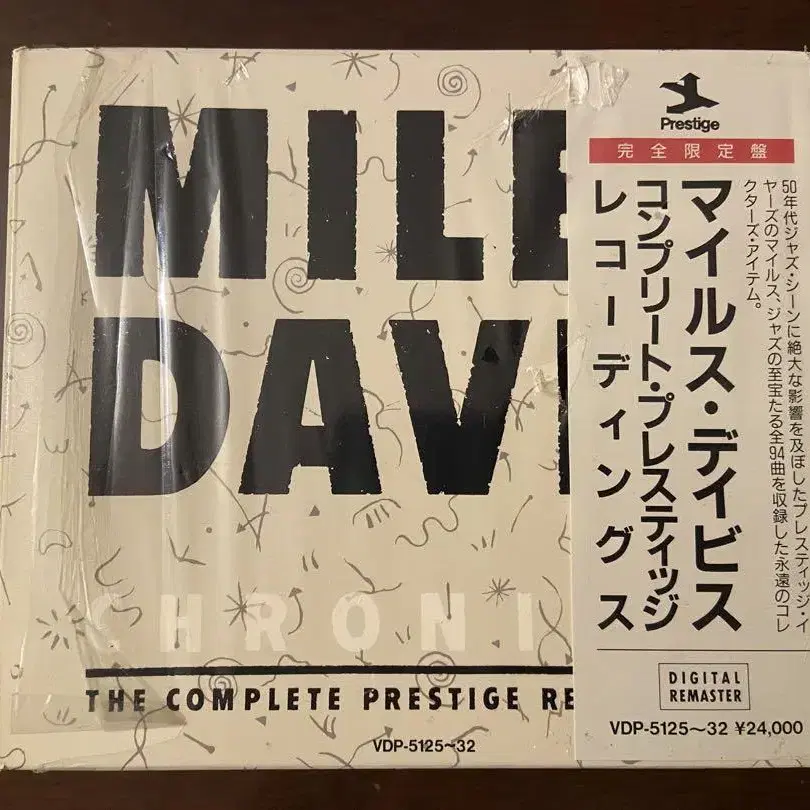 MILE
DAVI
CHRONI
THE COMPLETE PRESTIGE RE
VDP-5125~32
Prestige
完全限定盤
50年代ジャズ・シーンに絶大な影響を及ぼしたプレスティッジ・イ
ヤーズのマイルス、ジャズの至宝たる全94曲を収録した永遠のコレ
クターズ・アイテム。
マイルス・デイビス
コンプリート・プレスティッジ
レコーディングス
DIGITAL
REMASTER
VDP-5125～32 ¥24,000